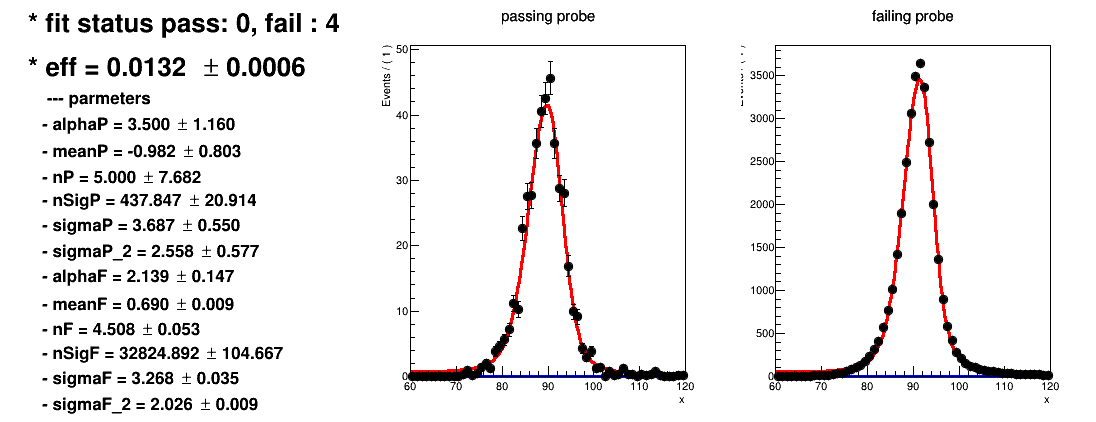 * fit status pass: 0, fail : 4
* eff = 0.0132 ± 0.0006
--- parmeters
- alphaP = 3.500 ± 1.160
- meanP = -0.982 ± 0.803
- nP = 5.000 ± 7.682
- nSigP = 437.847 ± 20.914
- sigmaP = 3.687 ± 0.550
- sigmaP_2 = 2.558 ± 0.577
- alphaF = 2.139 ± 0.147
- meanF = 0.690 ± 0.009
- nF = 4.508 ± 0.053
- nSigF = 32824.892 ± 104.667
- sigmaF = 3.268 ± 0.035
- sigmaF_2 = 2.026 ± 0.009
passing probe
Events / ( 1 )
50
40
30
20
10
0
60 70 80 90 100 110 120
x
failing probe
3500
3000
2500
2000
1500
1000
500
0
60 70 80 90 100 110 120
x